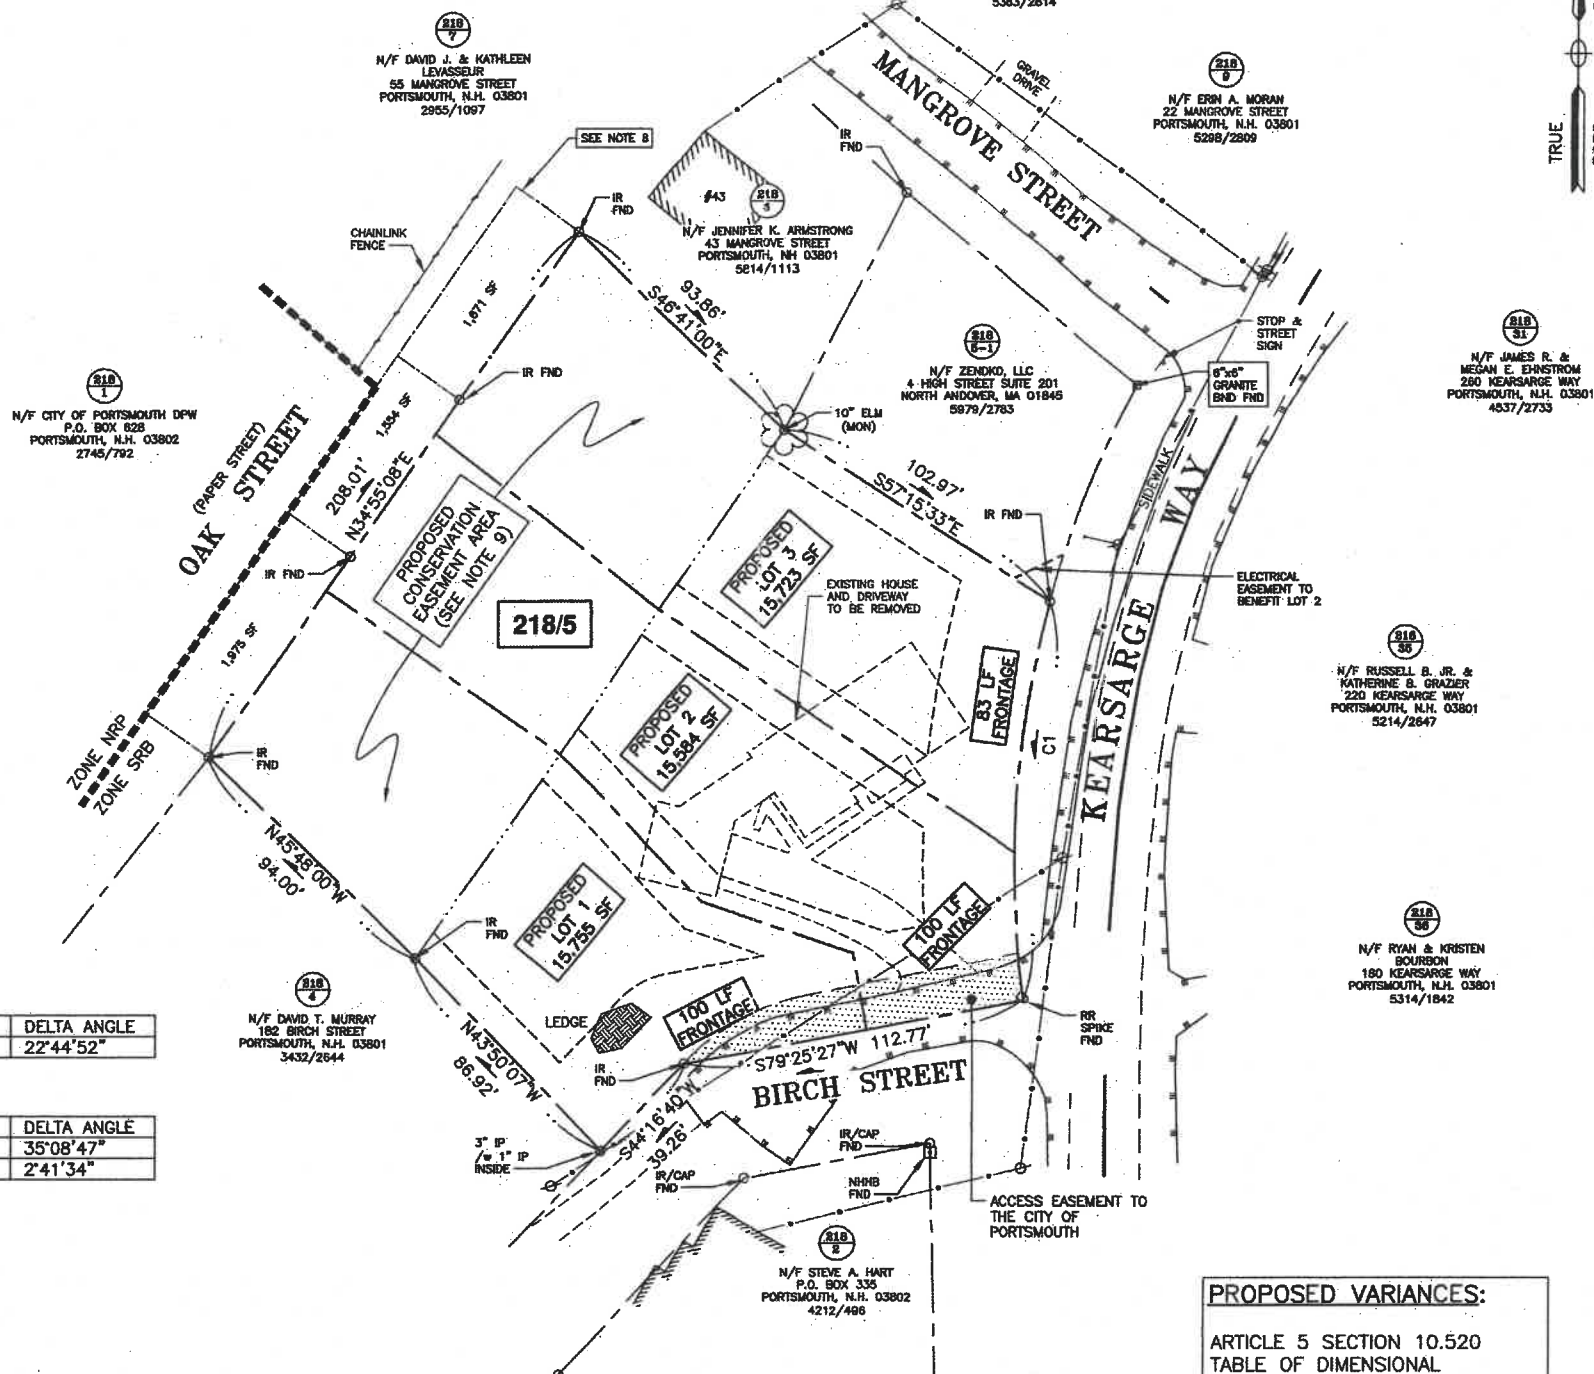 5383/2814
218
7
N/F DAVID J. & KATHLEEN
LEVASSEUR
55 MANGROVE STREET
PORTSMOUTH, N.H. 03801
2955/1097
MANGROVE STREET
GRAVEL
DRIVE
218
9
N/F ERIN A. MORAN
22 MANGROVE STREET
PORTSMOUTH, N.H. 03801
5298/2809
TRUE
SEE NOTE 8
IR
FND
IR
FND
#43
218
N/F JENNIFER K. ARMSTRONG
43 MANGROVE STREET
PORTSMOUTH, NH 03801
5814/1113
CHAINLINK
FENCE
1,671 SF
93.86'
S46°41'00"E
STOP &
STREET
SIGN
218
5-1
N/F ZENDKO, LLC
4 HIGH STREET SUITE 201
NORTH ANDOVER, MA 01845
5979/2783
6"x6"
GRANITE
BND FND
218
31
N/F JAMES R. &
MEGAN E. EHNSTROM
260 KEARSARGE WAY
PORTSMOUTH, N.H. 03801
4537/2733
218
1
N/F CITY OF PORTSMOUTH DPW
P.O. BOX 628
PORTSMOUTH, N.H. 03802
2745/792
IR FND
1,554 SF
10" ELM
(MON)
(PAPER STREET)
OAK STREET
208.01'
N34°55'08"E
102.97'
S57°15'33"E
SIDEWALK
IR FND
PROPOSED
CONSERVATION
EASEMENT AREA
(SEE NOTE 9)
IR FND
PROPOSED
LOT 3
15,723 SF
EXISTING HOUSE
AND DRIVEWAY
TO BE REMOVED
ELECTRICAL
EASEMENT TO
BENEFIT LOT 2
218/5
1,975 SF
KEARSARGE WAY
83 LF
FRONTAGE
C1
218
35
N/F RUSSELL B. JR. &
KATHERINE B. GRAZIER
220 KEARSARGE WAY
PORTSMOUTH, N.H. 03801
5214/2647
PROPOSED
LOT 2
15,584 SF
ZONE NRP
ZONE SRB
IR
FND
N45°48'00"W
94.00'
PROPOSED
LOT 1
15,755 SF
IR
FND
100 LF
FRONTAGE
218
36
N/F RYAN & KRISTEN
BOURBON
180 KEARSARGE WAY
PORTSMOUTH, N.H. 03801
5314/1842
218
4
N/F DAVID T. MURRAY
182 BIRCH STREET
PORTSMOUTH, N.H. 03801
3432/2644
LEDGE
100 LF
FRONTAGE
DELTA ANGLE
22°44'52"
RR
SPIKE
FND
N43°50'07"W
86.92'
IR
FND
S79°25'27"W 112.77'
BIRCH STREET
DELTA ANGLE
35°08'47"
2°41'34"
3" IP
/w 1" IP
INSIDE
S44°16'40"W
39.26'
IR/CAP
FND
IR/CAP
FND
NHHB
FND
ACCESS EASEMENT TO
THE CITY OF
PORTSMOUTH
218
2
N/F STEVE A. HART
P.O. BOX 335
PORTSMOUTH, N.H. 03802
4212/496
PROPOSED VARIANCES:
ARTICLE 5 SECTION 10.520
TABLE OF DIMENSIONAL